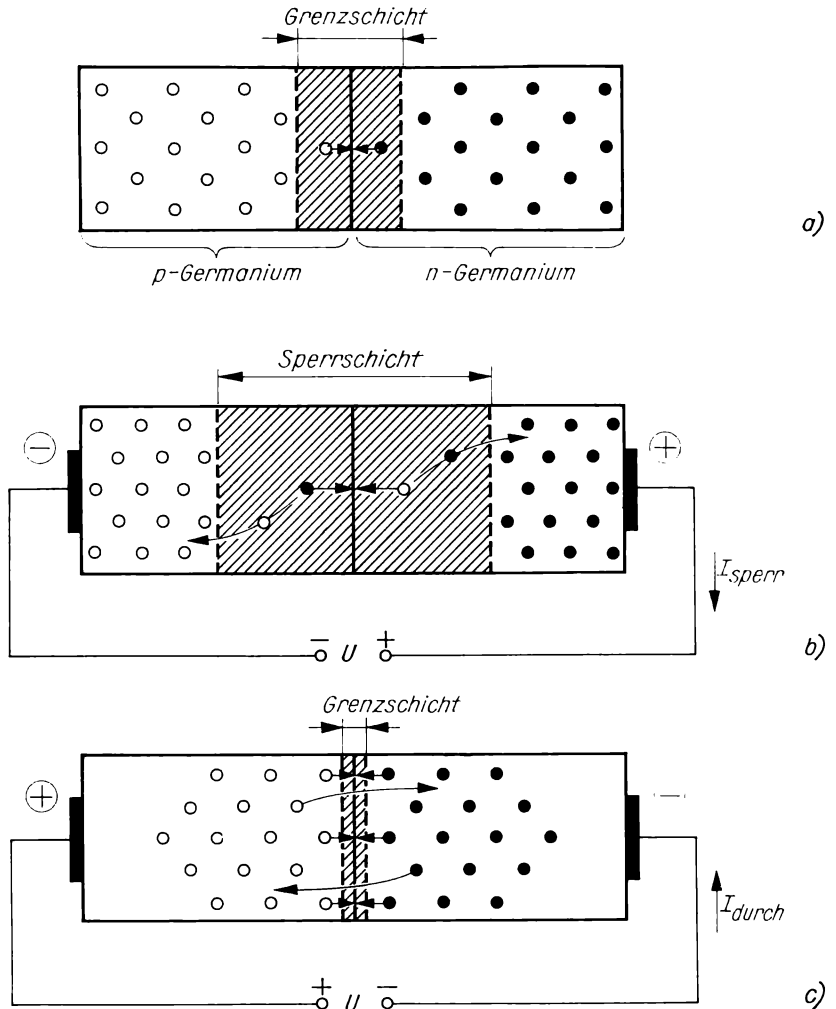 Grenzschicht
a)
p-Germanium n-Germanium
Sperrschicht
− +
I_sperr
− U + b)
Grenzschicht
+ −
I_durch
+ U − c)